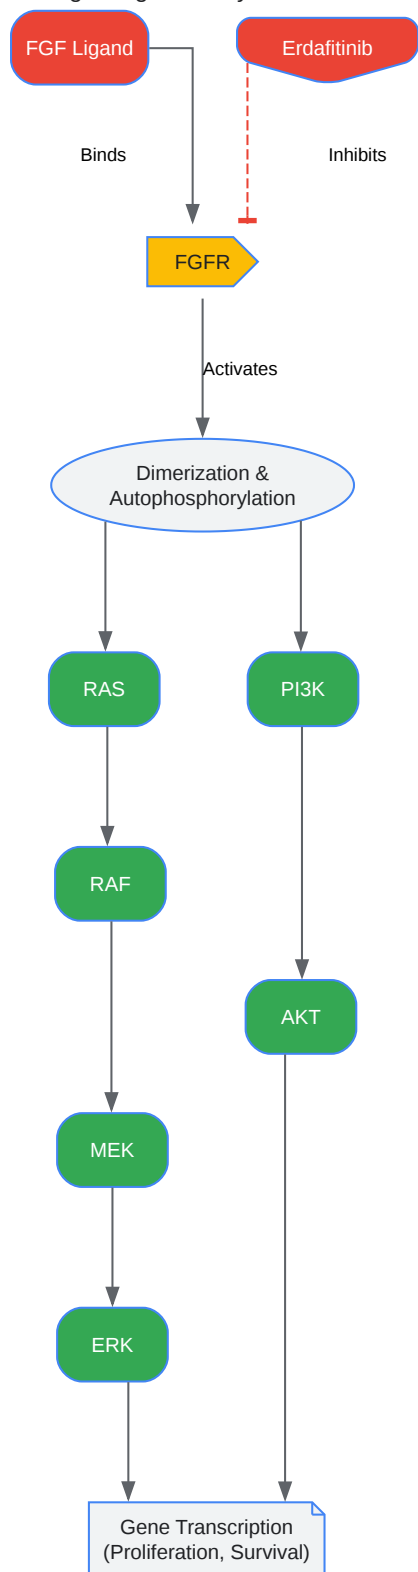 FGF Ligand
Erdafitinib
Binds
Inhibits
FGFR
Activates
Dimerization &
Autophosphorylation
RAS
PI3K
RAF
AKT
MEK
ERK
Gene Transcription
(Proliferation, Survival)